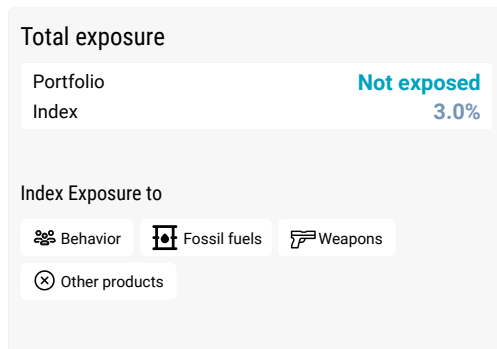 Total exposure
Portfolio Not exposed
Index 3.0%
Index Exposure to
Behavior Fossil fuels Weapons
Other products